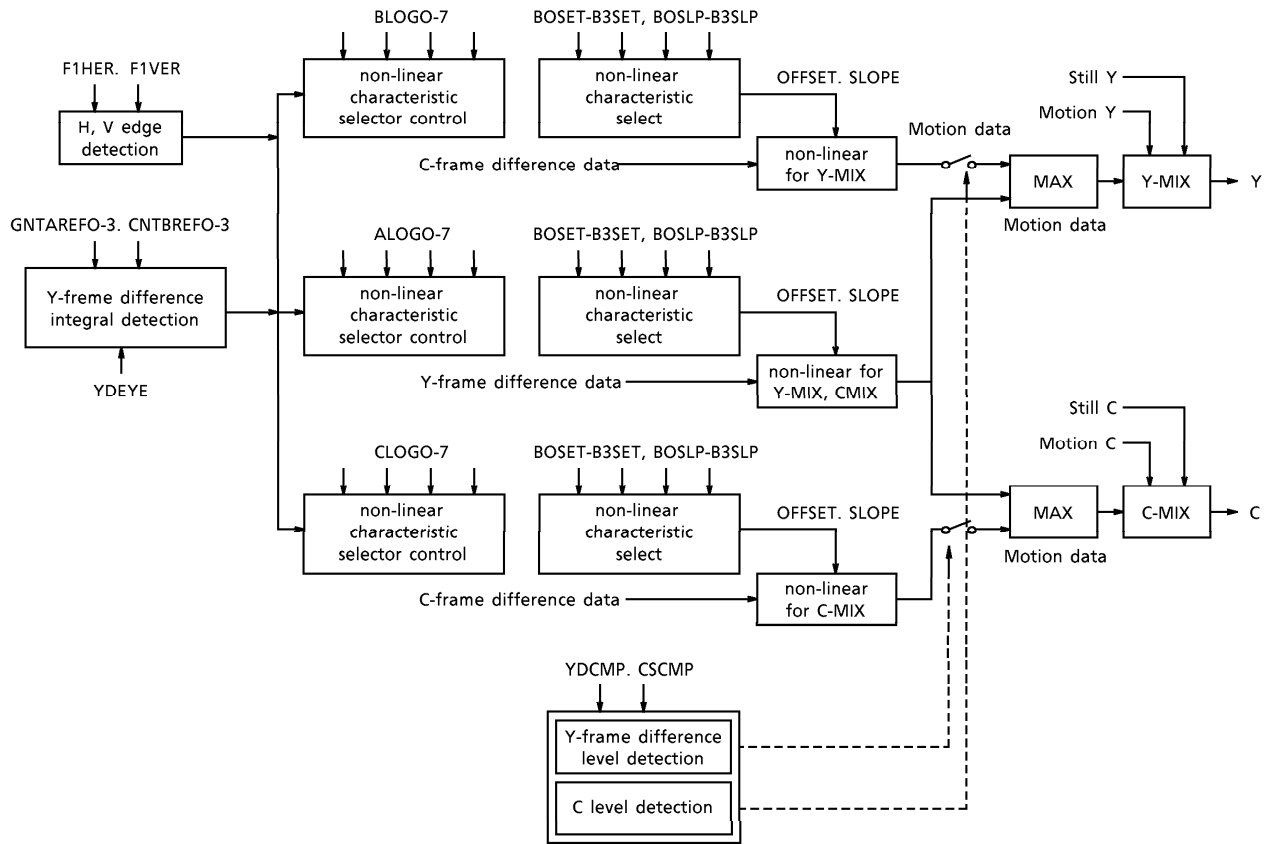 BLOGO-7
BOSET-B3SET, BOSLP-B3SLP
F1HER. F1VER
non-linear
characteristic
selector control
non-linear
characteristic
select
OFFSET. SLOPE
Still Y
Motion Y
H, V edge
detection
Motion data
C-frame difference data
non-linear
for Y-MIX
MAX
Y-MIX
Y
Motion data
GNTAREFO-3. CNTBREFO-3
ALOGO-7
BOSET-B3SET, BOSLP-B3SLP
Y-freme difference
integral detection
non-linear
characteristic
selector control
non-linear
characteristic
select
OFFSET. SLOPE
YDEYE
Y-frame difference data
non-linear for
Y-MIX, CMIX
Still C
Motion C
CLOGO-7
BOSET-B3SET, BOSLP-B3SLP
non-linear
characteristic
selector control
non-linear
characteristic
select
OFFSET. SLOPE
MAX
C-MIX
C
Motion data
C-frame difference data
non-linear
for C-MIX
YDCMP. CSCMP
Y-frame difference
level detection
C level detection